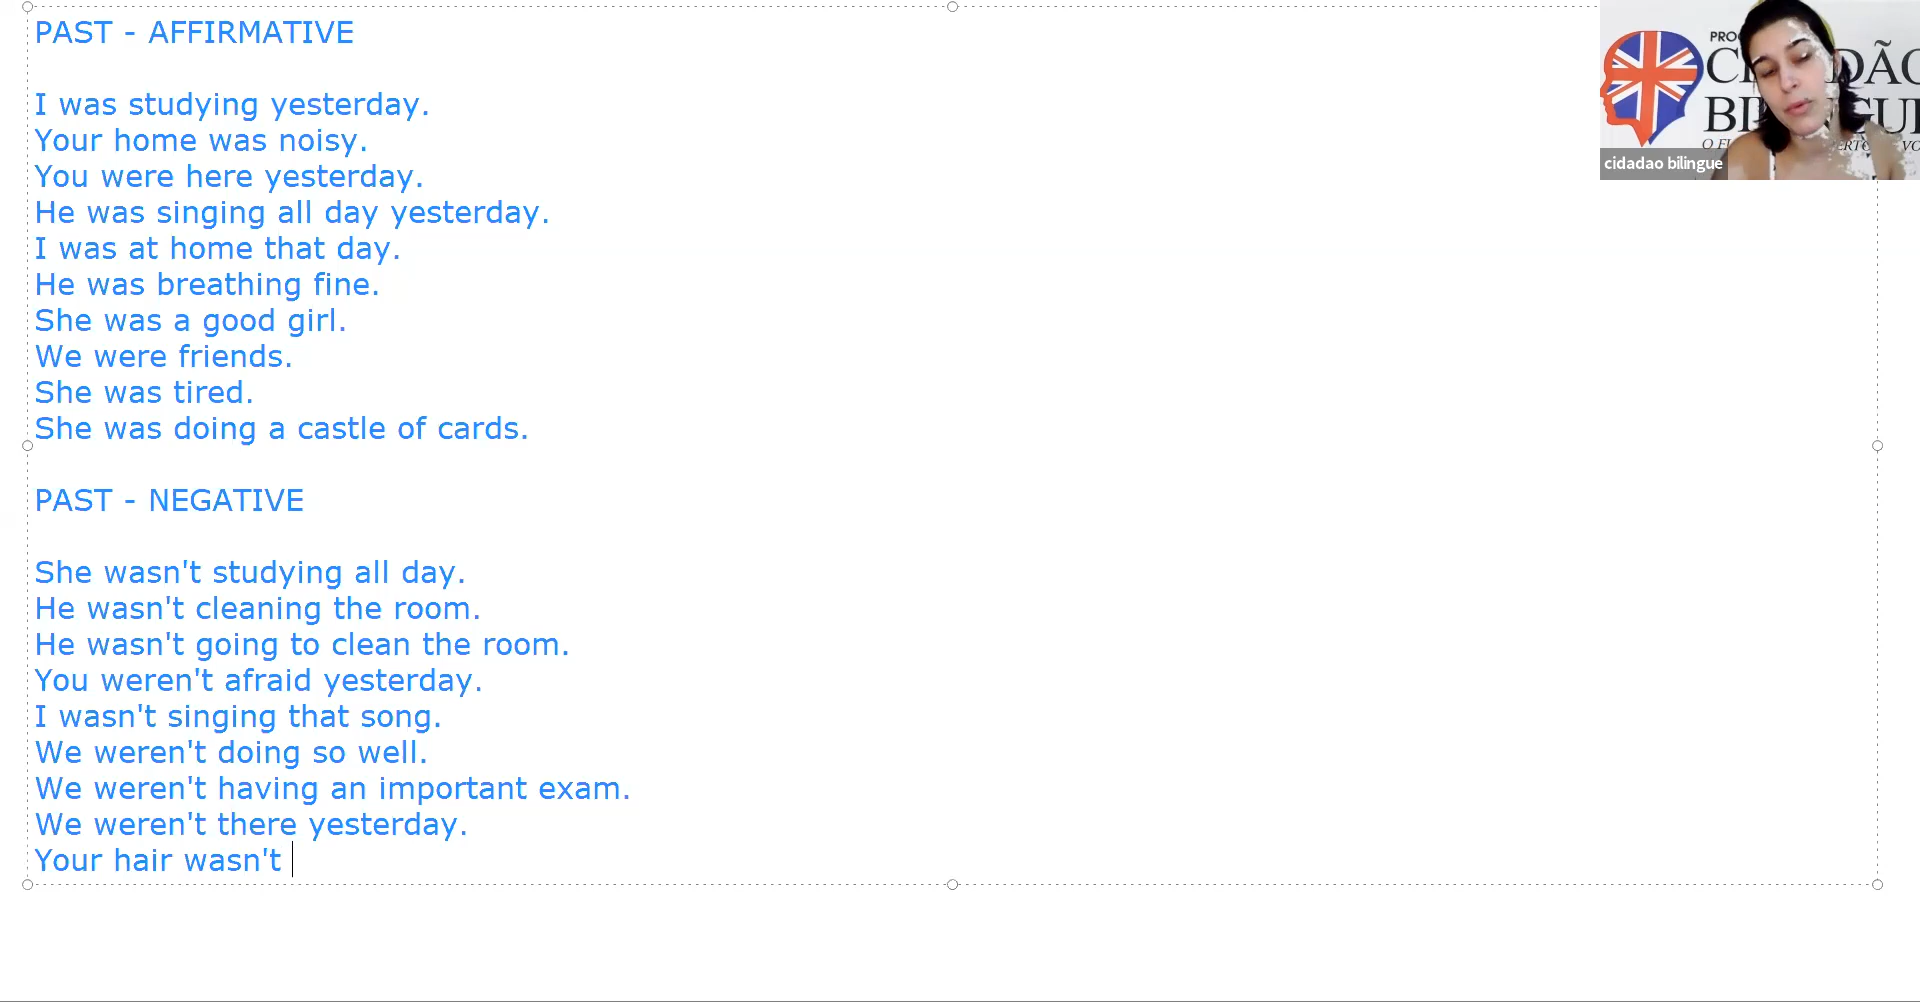 PAST - AFFIRMATIVE
I was studying yesterday.
Your home was noisy.
You were here yesterday.
He was singing all day yesterday.
I was at home that day.
He was breathing fine.
She was a good girl.
We were friends.
She was tired.
She was doing a castle of cards.
PAST - NEGATIVE
She wasn't studying all day.
He wasn't cleaning the room.
He wasn't going to clean the room.
You weren't afraid yesterday.
I wasn't singing that song.
We weren't doing so well.
We weren't having an important exam.
We weren't there yesterday.
Your hair wasn't
cidadao bilingue